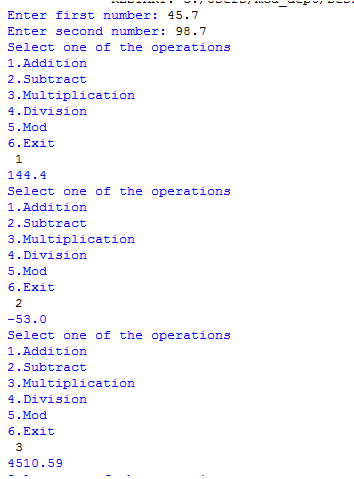 Enter first number: 45.7
Enter second number: 98.7
Select one of the operations
1.Addition
2.Subtract
3.Multiplication
4.Division
5.Mod
6.Exit
1
144.4
Select one of the operations
1.Addition
2.Subtract
3.Multiplication
4.Division
5.Mod
6.Exit
2
-53.0
Select one of the operations
1.Addition
2.Subtract
3.Multiplication
4.Division
5.Mod
6.Exit
3
4510.59